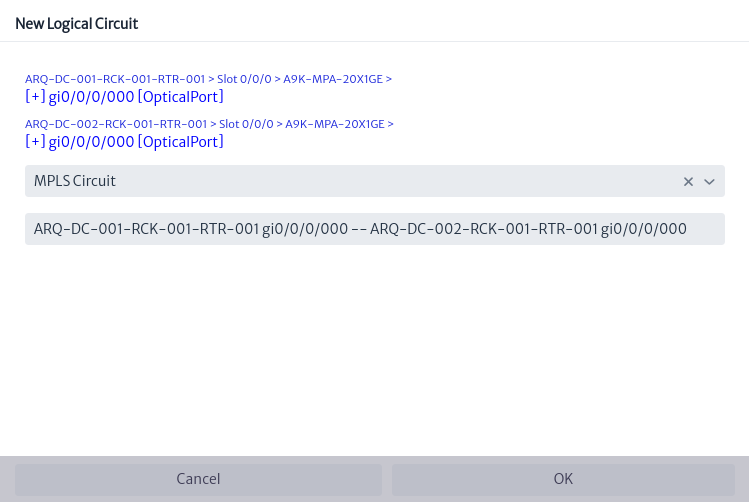 New Logical Circuit
ARQ-DC-001-RCK-001-RTR-001 > Slot 0/0/0 > A9K-MPA-20X1GE >
[+] gi0/0/0/000 [OpticalPort]
ARQ-DC-002-RCK-001-RTR-001 > Slot 0/0/0 > A9K-MPA-20X1GE >
[+] gi0/0/0/000 [OpticalPort]
MPLS Circuit
ARQ-DC-001-RCK-001-RTR-001 gi0/0/0/000 -- ARQ-DC-002-RCK-001-RTR-001 gi0/0/0/000
Cancel
OK